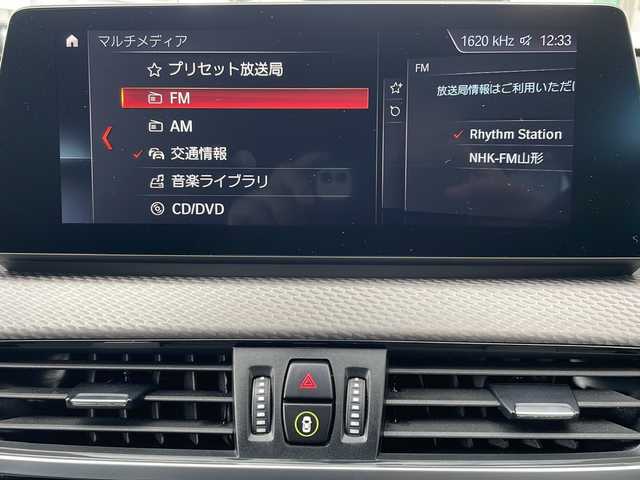 マルチメディア
1620 kHz 12:33
プリセット放送局
FM
AM
交通情報
音楽ライブラリ
CD/DVD
FM
放送局情報はご利用いただけ
Rhythm Station
NHK-FM山形